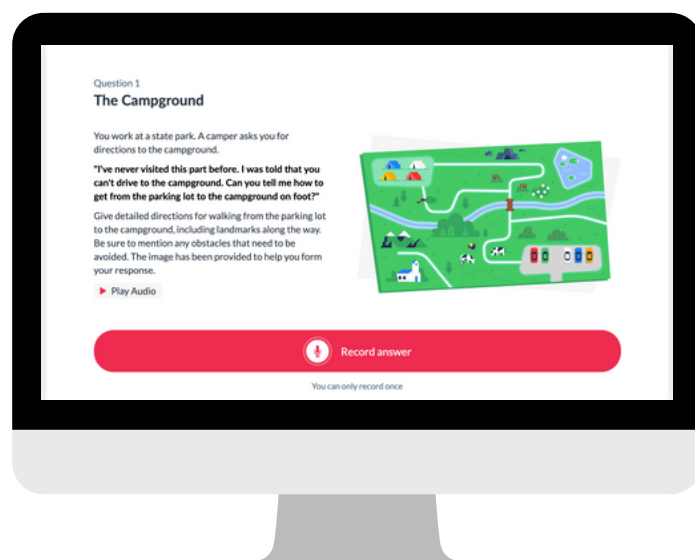 Question 1
The Campground
You work at a state park. A camper asks you for
directions to the campground.
"I've never visited this part before. I was told that you
can't drive to the campground. Can you tell me how to
get from the parking lot to the campground on foot?"
Give detailed directions for walking from the parking lot
to the campground, including landmarks along the way.
Be sure to mention any obstacles that need to be
avoided. The image has been provided to help you form
your response.
Play Audio
Record answer
You can only record once